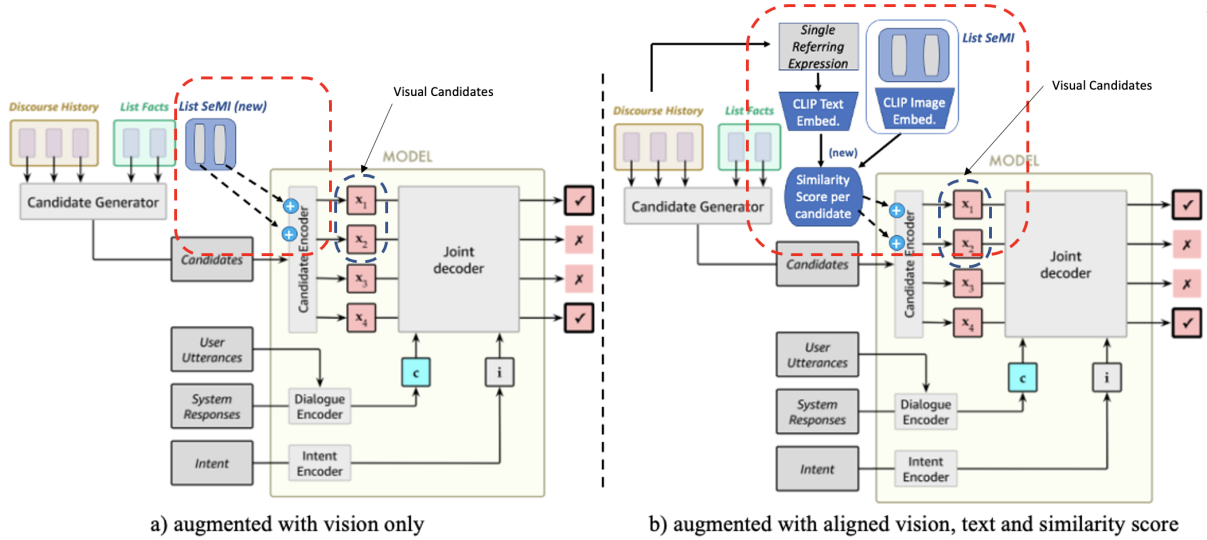 Discourse History
List Facts
List SeMI (new)
Visual Candidates
MODEL
Candidate Generator
Candidates
Candidate Encoder
x1
x2
x3
x4
Joint
decoder
✓
✗
✗
✓
User
Utterances
System
Responses
Intent
Dialogue
Encoder
Intent
Encoder
c
i
a) augmented with vision only
Single
Referring
Expression
List SeMI
CLIP Text
Embed.
CLIP Image
Embed.
Visual Candidates
Discourse History
List Facts
(new)
Similarity
Score per
candidate
MODEL
Candidate Generator
Candidates
Candidate Encoder
x1
x2
x3
x4
Joint
decoder
✓
✗
✗
✓
User
Utterances
System
Responses
Intent
Dialogue
Encoder
Intent
Encoder
c
i
b) augmented with aligned vision, text and similarity score